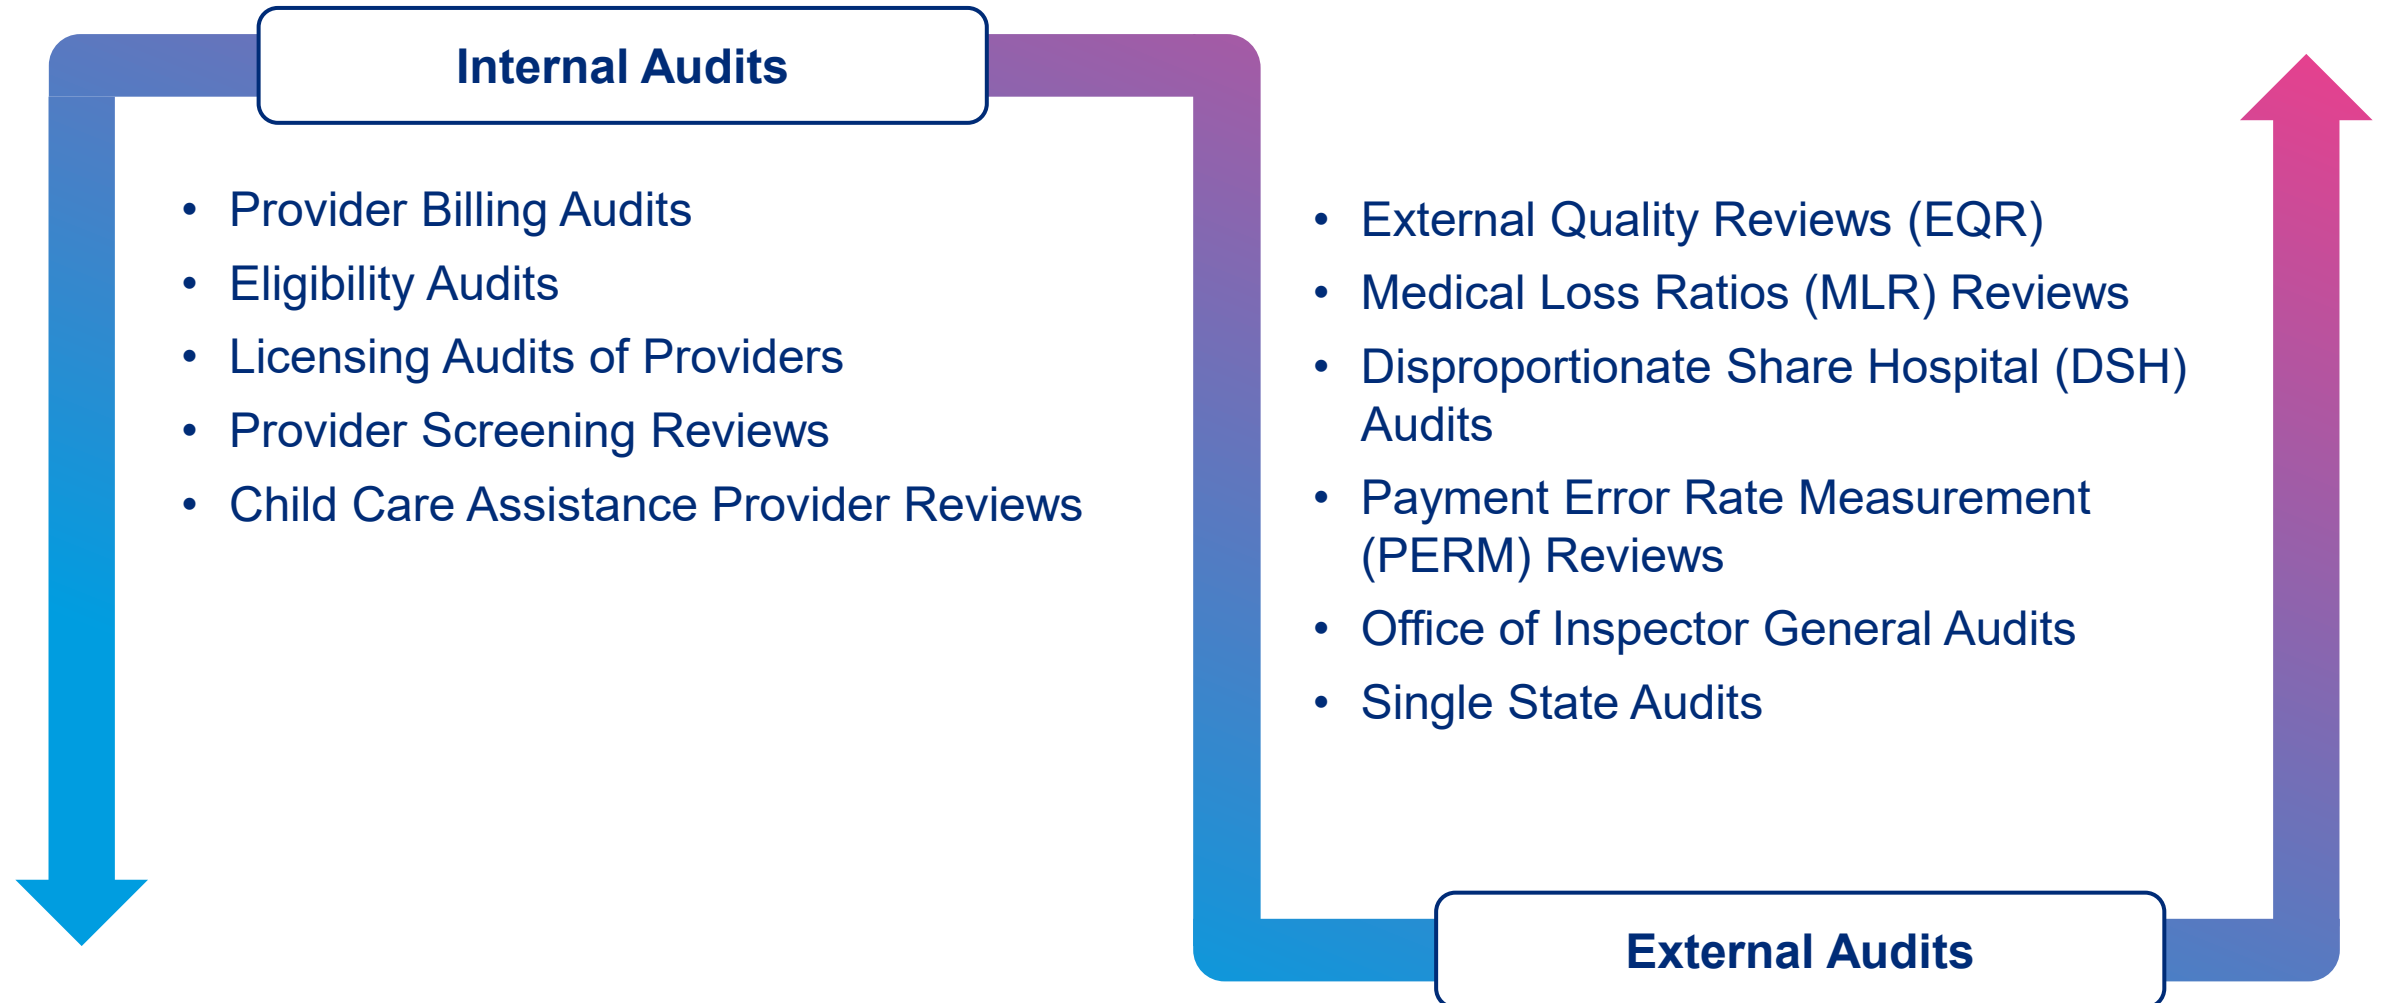 Internal Audits
• Provider Billing Audits
• Eligibility Audits
• Licensing Audits of Providers
• Provider Screening Reviews
• Child Care Assistance Provider Reviews
• External Quality Reviews (EQR)
• Medical Loss Ratios (MLR) Reviews
• Disproportionate Share Hospital (DSH)
Audits
• Payment Error Rate Measurement
(PERM) Reviews
• Office of Inspector General Audits
• Single State Audits
External Audits